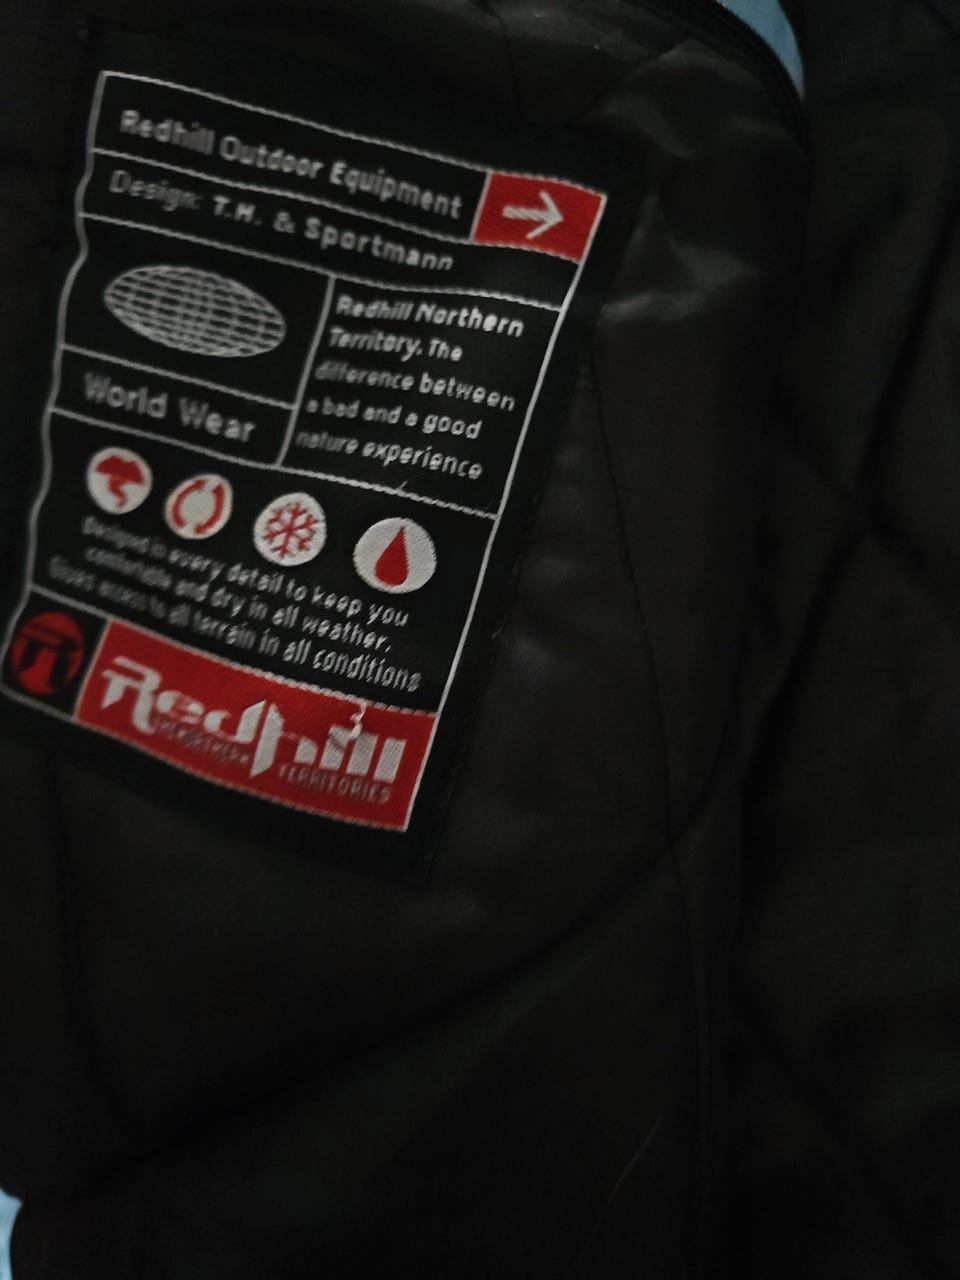 Redhill Outdoor Equipment
Design: T.H. & Sportmann
Redhill Northern
Territory. The
difference between
a bad and a good
nature experience
World Wear
Designed in every detail to keep you
comfortable and dry in all weather.
Gives access to all terrain in all conditions
Redhill
NORTHERN TERRITORIES